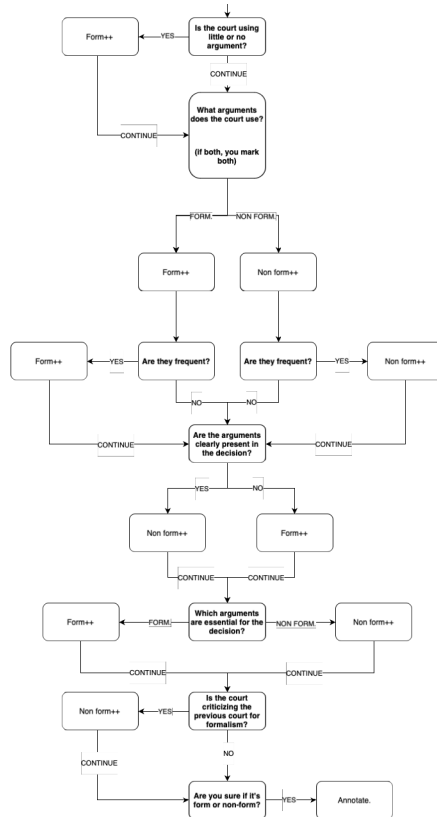 Form++
YES
Is the court using
little or no
argument?
CONTINUE
What arguments
does the court use?
(if both, you mark
both)
CONTINUE
FORM.
NON FORM.
Form++
Non form++
Form++
YES
Are they frequent?
Are they frequent?
YES
Non form++
NO
NO
CONTINUE
Are the arguments
clearly present in
the decision?
CONTINUE
YES
NO
Non form++
Form++
CONTINUE
CONTINUE
Form++
FORM.
Which arguments
are essential for the
decision?
NON FORM.
Non form++
CONTINUE
CONTINUE
Non form++
YES
Is the court
criticizing the
previous court for
formalism?
CONTINUE
NO
Are you sure if it's
form or non-form?
YES
Annotate.